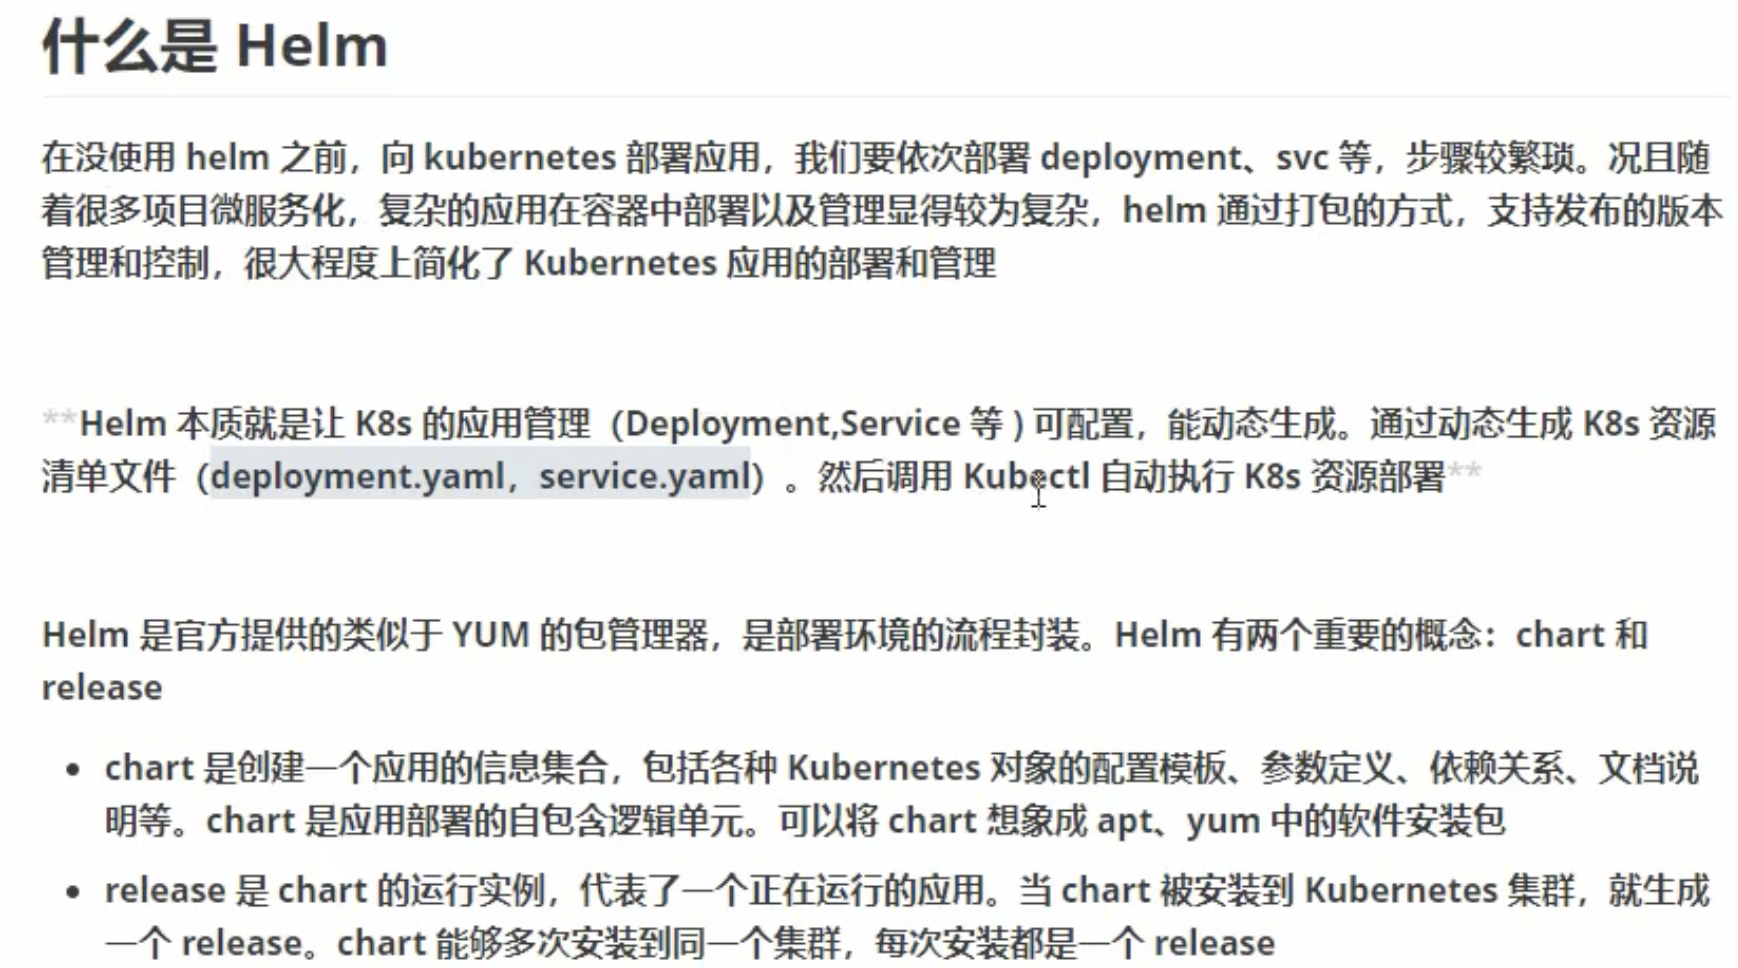 什么是 Helm
在没使用 helm 之前，向 kubernetes 部署应用，我们要依次部署 deployment、svc 等，步骤较繁琐。况且随
着很多项目微服务化，复杂的应用在容器中部署以及管理显得较为复杂，helm 通过打包的方式，支持发布的版本
管理和控制，很大程度上简化了 Kubernetes 应用的部署和管理
**Helm 本质就是让 K8s 的应用管理（Deployment,Service 等 ) 可配置，能动态生成。通过动态生成 K8s 资源
清单文件（deployment.yaml，service.yaml）。然后调用 Kubectl 自动执行 K8s 资源部署**
Helm 是官方提供的类似于 YUM 的包管理器，是部署环境的流程封装。Helm 有两个重要的概念：chart 和
release
• chart 是创建一个应用的信息集合，包括各种 Kubernetes 对象的配置模板、参数定义、依赖关系、文档说
明等。chart 是应用部署的自包含逻辑单元。可以将 chart 想象成 apt、yum 中的软件安装包
• release 是 chart 的运行实例，代表了一个正在运行的应用。当 chart 被安装到 Kubernetes 集群，就生成
一个 release。chart 能够多次安装到同一个集群，每次安装都是一个 release